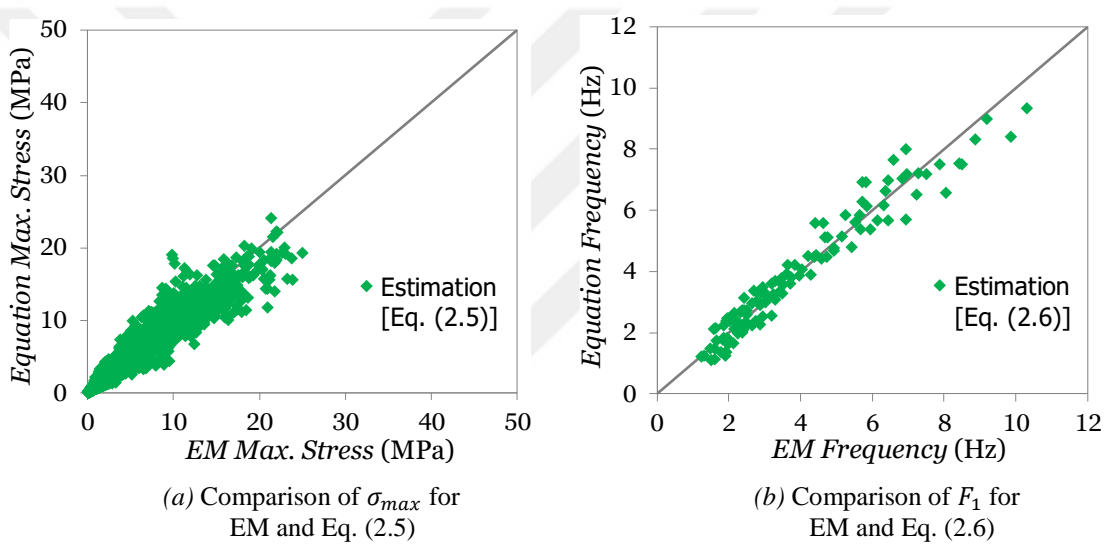 50
40
30
20
10
0
Equation Max. Stress (MPa)
0 10 20 30 40 50
EM Max. Stress (MPa)
Estimation
[Eq. (2.5)]
(a) Comparison of σmax for
EM and Eq. (2.5)
12
10
8
6
4
2
0
Equation Frequency (Hz)
0 2 4 6 8 10 12
EM Frequency (Hz)
Estimation
[Eq. (2.6)]
(b) Comparison of F1 for
EM and Eq. (2.6)